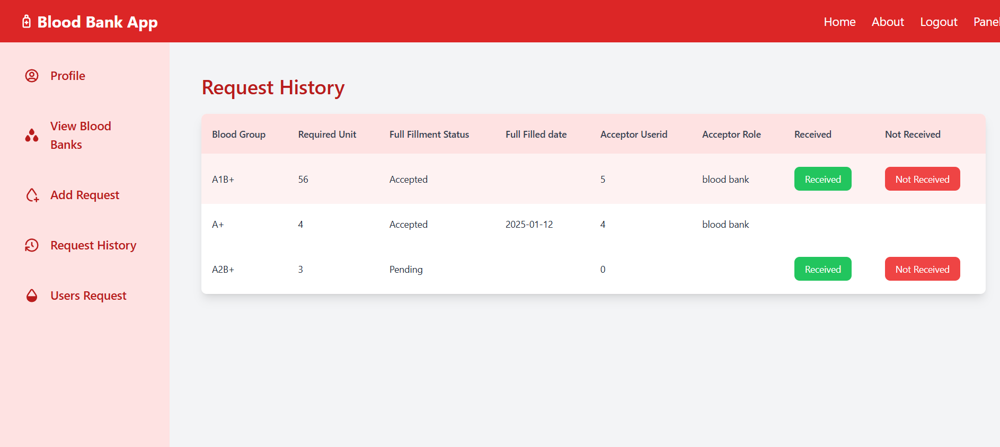 Blood Bank App
Home About Logout Panel
Profile
View Blood
Banks
Add Request
Request History
Users Request
Request History
Blood Group Required Unit Full Fillment Status Full Filled date Acceptor Userid Acceptor Role Received Not Received
A1B+ 56 Accepted 5 blood bank Received Not Received
A+ 4 Accepted 2025-01-12 4 blood bank
A2B+ 3 Pending 0 Received Not Received